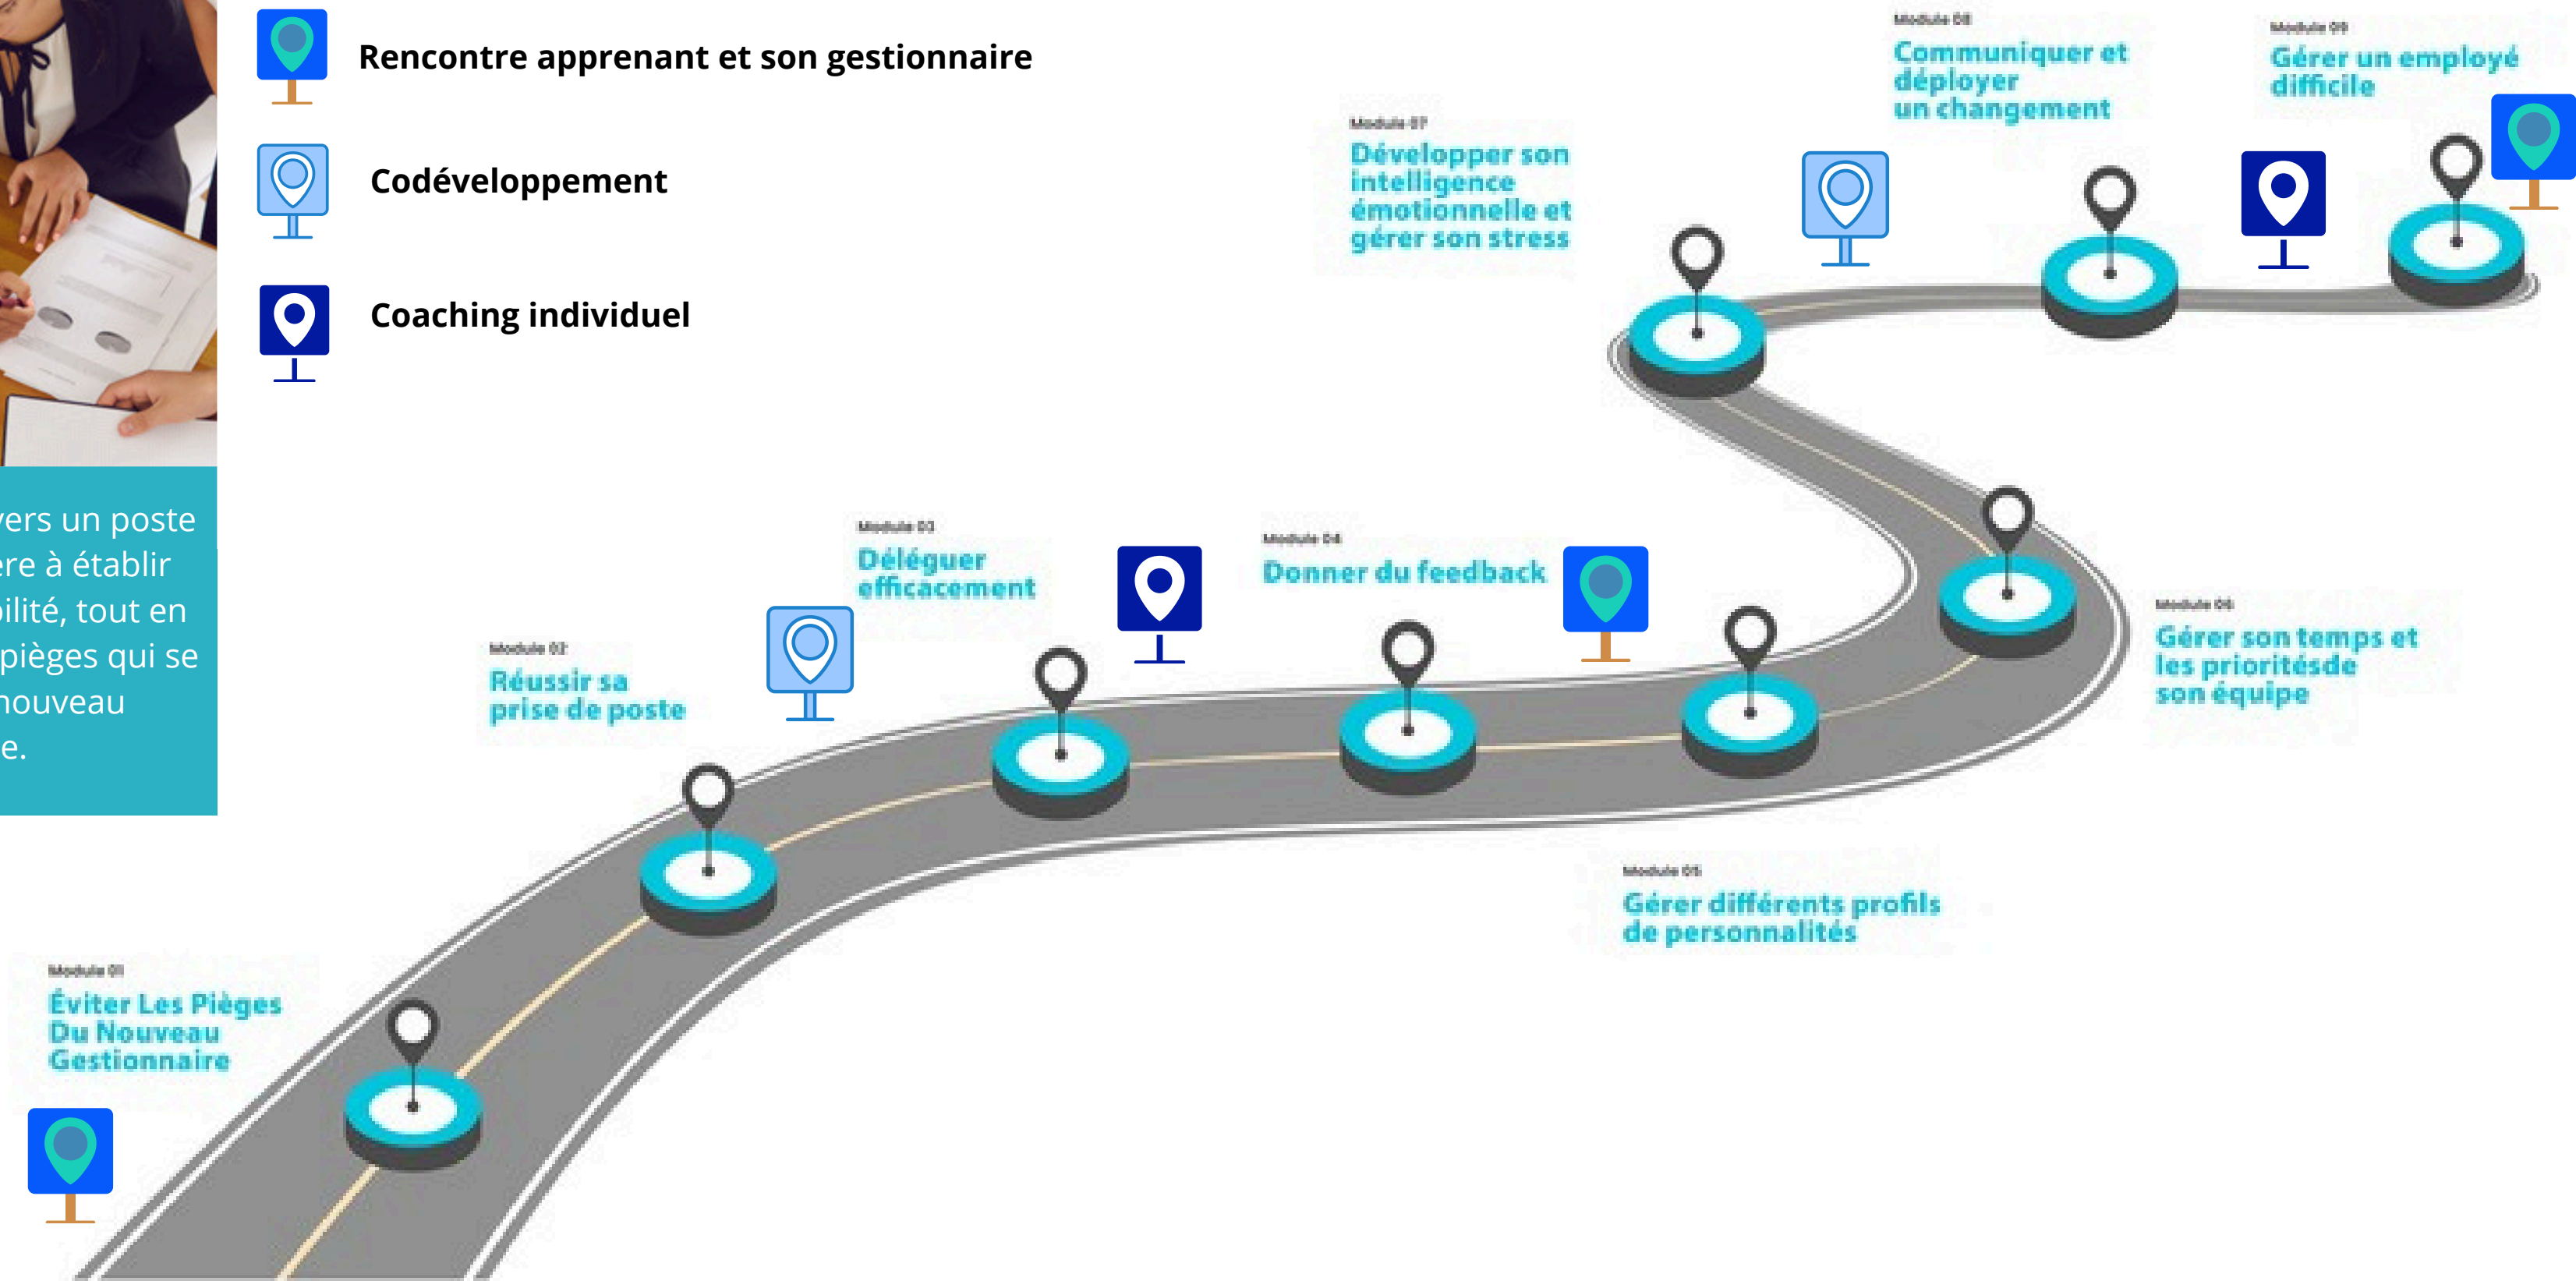 Rencontre apprenant et son gestionnaire
Codéveloppement
Coaching individuel
vers un poste
ère à établir
bilité, tout en
pièges qui se
nouveau
e.
Module 01
Éviter Les Pièges
Du Nouveau
Gestionnaire
Module 02
Réussir sa
prise de poste
Module 03
Déléguer
efficacement
Module 04
Donner du feedback
Module 05
Gérer différents profils
de personnalités
Module 06
Gérer son temps et
les prioritésde
son équipe
Module 07
Développer son
intelligence
émotionnelle et
gérer son stress
Module 08
Communiquer et
déployer
un changement
Module 09
Gérer un employé
difficile